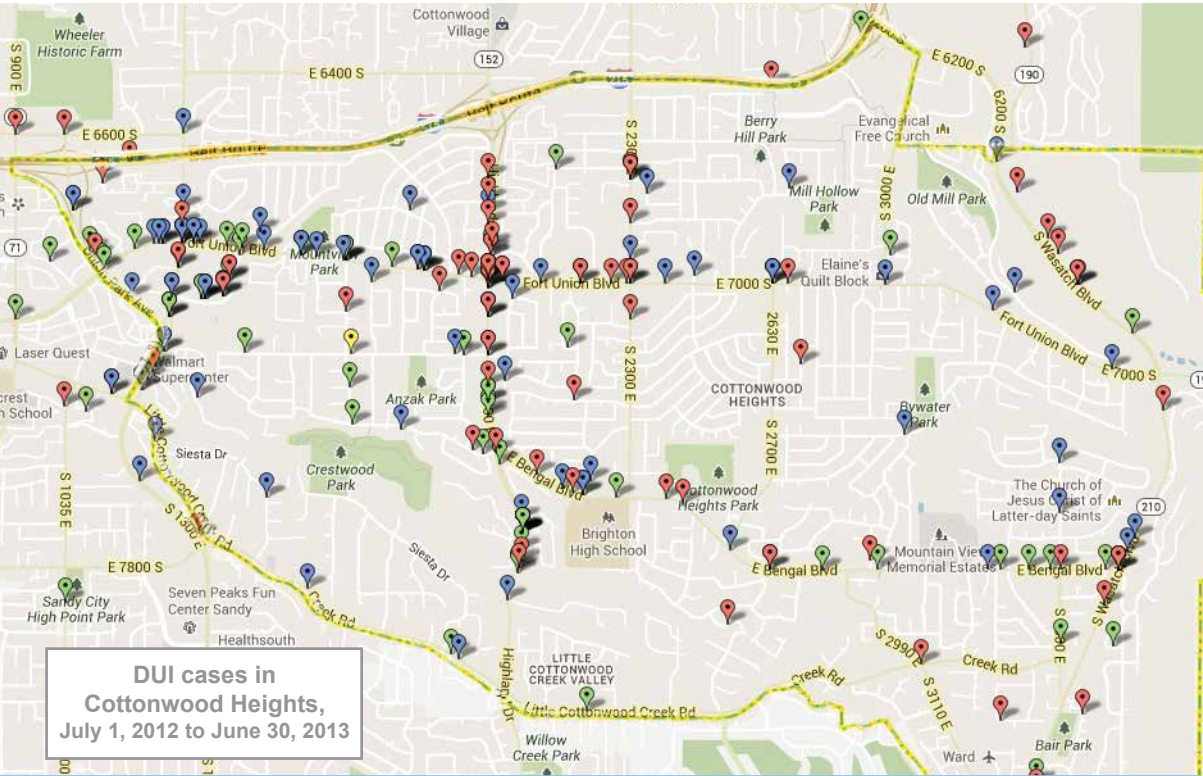 Cottonwood
Village
Wheeler
Historic Farm
S 900 E
152
E 6400 S
E 6200 S
190
6200 S
E 6600 S
Berry
Hill Park
Evangelical
Free Church
S 3000 E
Old Mill Park
Mill Hollow
Park
71
Fort Union Blvd
Mountview
Park
Union Park Ave
Fort Union Blvd
E 7000 S
Elaine's
Quilt Block
S Wasatch Blvd
Fort Union Blvd
E 7000 S
2630 E
S 2300 E
Laser Quest
Walmart
Supercenter
Anzak Park
COTTONWOOD
HEIGHTS
Bywater
Park
S 2700 E
Siesta Dr
Crestwood
Park
E Bengal Blvd
Cottonwood
Heights Park
The Church of
Jesus Christ of
Latter-day Saints
210
S 1035 E
S 1300 E
Brighton
High School
Siesta Dr
Mountain View
Memorial Estates
E Bengal Blvd
E Bengal Blvd
E 7800 S
Sandy City
High Point Park
Seven Peaks Fun
Center Sandy
Creek Rd
Healthsouth
LITTLE
COTTONWOOD
CREEK VALLEY
Highland Dr
S 2990 E
Creek Rd
Creek Rd
S 3110 E
Little Cottonwood Creek Rd
Willow
Creek Park
Ward
Bair Park
DUI cases in
Cottonwood Heights,
July 1, 2012 to June 30, 2013